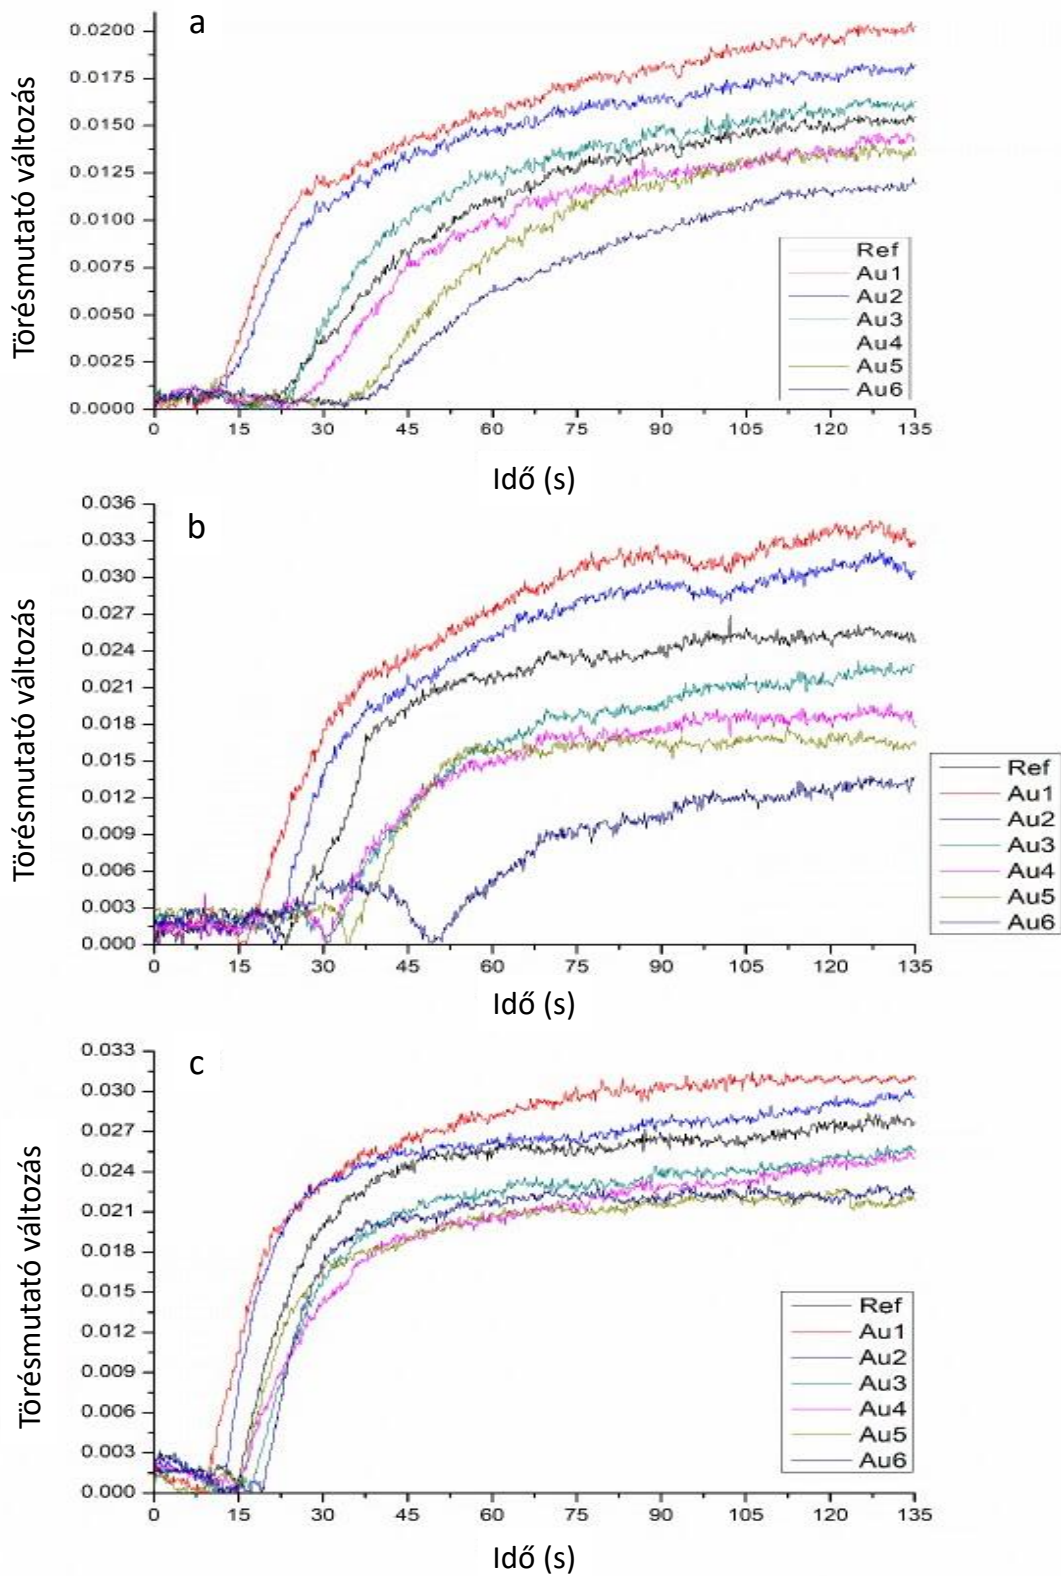 a
Törésmutató változás
0.0200
0.0175
0.0150
0.0125
0.0100
0.0075
0.0050
0.0025
0.0000
Ref
Au1
Au2
Au3
Au4
Au5
Au6
0 15 30 45 60 75 90 105 120 135
Idő (s)
b
Törésmutató változás
0.036
0.033
0.030
0.027
0.024
0.021
0.018
0.015
0.012
0.009
0.006
0.003
0.000
Ref
Au1
Au2
Au3
Au4
Au5
Au6
0 15 30 45 60 75 90 105 120 135
Idő (s)
c
Törésmutató változás
0.033
0.030
0.027
0.024
0.021
0.018
0.015
0.012
0.009
0.006
0.003
0.000
Ref
Au1
Au2
Au3
Au4
Au5
Au6
0 15 30 45 60 75 90 105 120 135
Idő (s)